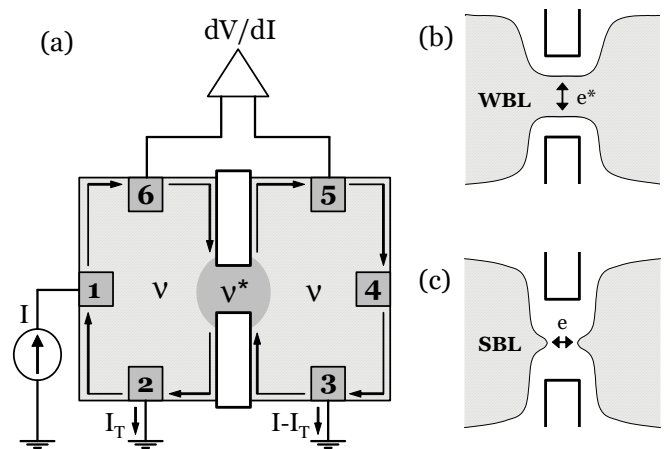 (a)
dV/dI
6
5
1
ν
ν*
ν
4
I
2
3
I_T
I-I_T
(b)
WBL
e*
(c)
SBL
e